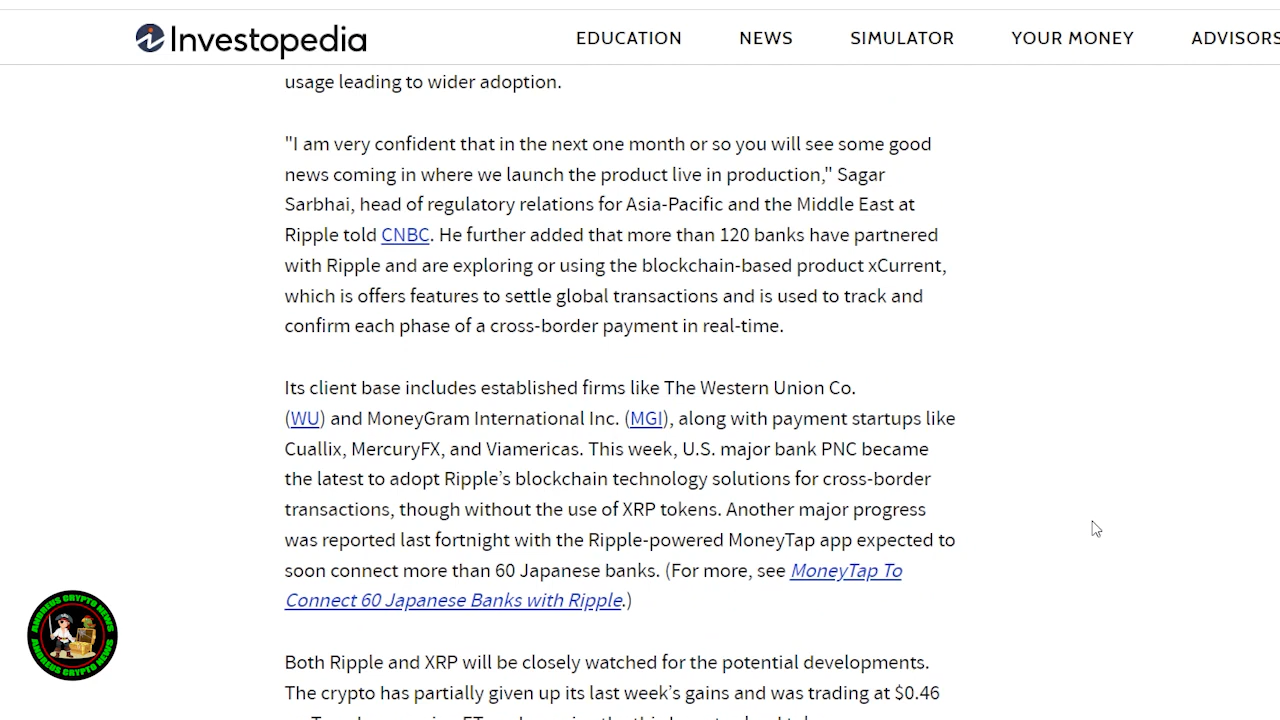 Investopedia
EDUCATION NEWS SIMULATOR YOUR MONEY ADVISORS
usage leading to wider adoption.
"I am very confident that in the next one month or so you will see some good
news coming in where we launch the product live in production," Sagar
Sarbhai, head of regulatory relations for Asia-Pacific and the Middle East at
Ripple told CNBC. He further added that more than 120 banks have partnered
with Ripple and are exploring or using the blockchain-based product xCurrent,
which is offers features to settle global transactions and is used to track and
confirm each phase of a cross-border payment in real-time.
Its client base includes established firms like The Western Union Co.
(WU) and MoneyGram International Inc. (MGI), along with payment startups like
Cuallix, MercuryFX, and Viamericas. This week, U.S. major bank PNC became
the latest to adopt Ripple’s blockchain technology solutions for cross-border
transactions, though without the use of XRP tokens. Another major progress
was reported last fortnight with the Ripple-powered MoneyTap app expected to
soon connect more than 60 Japanese banks. (For more, see MoneyTap To
Connect 60 Japanese Banks with Ripple.)
ANDREUS CRYPTO NEWS
ANDREUS CRYPTO NEWS
Both Ripple and XRP will be closely watched for the potential developments.
The crypto has partially given up its last week’s gains and was trading at $0.46